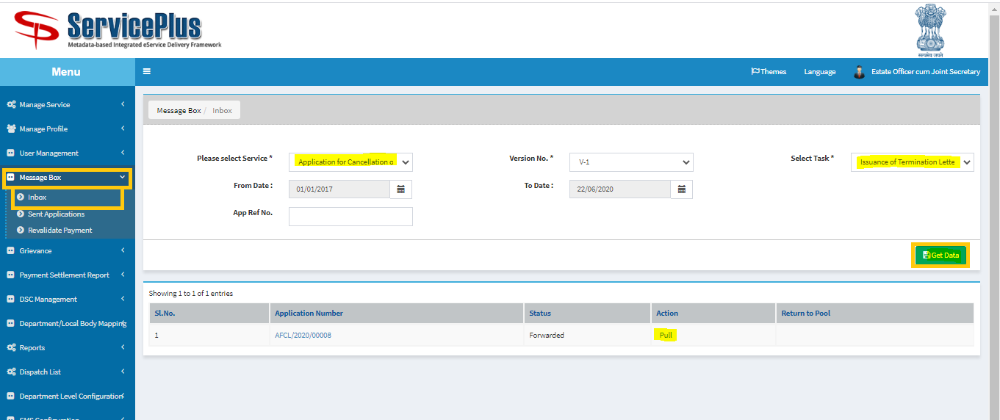 ServicePlus
Metadata-based Integrated eService Delivery Framework
सत्यमेव जयते
Menu
Themes Language Estate Officer cum Joint Secretary
Manage Service
Manage Profile
User Management
Message Box
Inbox
Sent Applications
Revalidate Payment
Grievance
Payment Settlement Report
DSC Management
Department/Local Body Mapping
Reports
Dispatch List
Department Level Configuration
SMS Configuration
Message Box / Inbox
Please select Service * Application for Cancellation o Version No. * V-1 Select Task * Issuance of Termination Lette
From Date : 01/01/2017 To Date : 22/06/2020
App Ref No.
Get Data
Showing 1 to 1 of 1 entries
Sl.No. Application Number Status Action Return to Pool
1 AFCL/2020/00008 Forwarded Pull